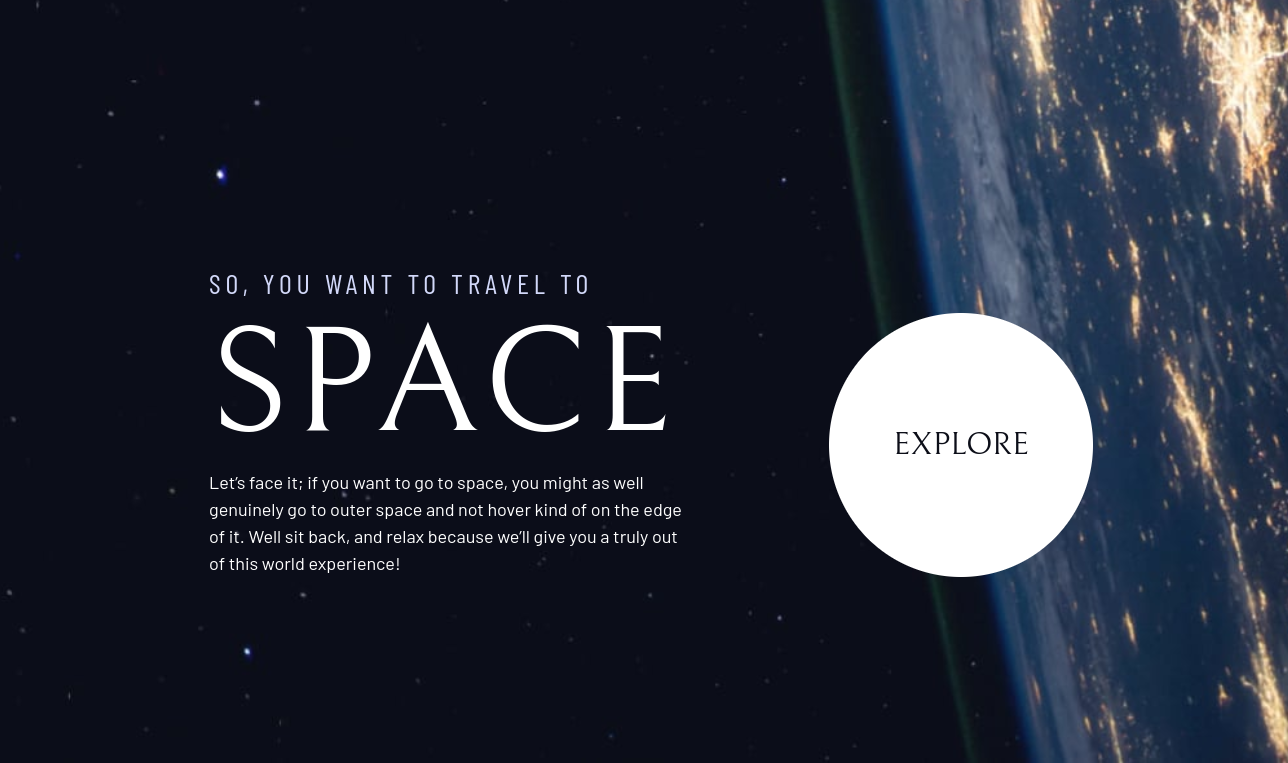 SO, YOU WANT TO TRAVEL TO
SPACE
Let’s face it; if you want to go to space, you might as well
genuinely go to outer space and not hover kind of on the edge
of it. Well sit back, and relax because we’ll give you a truly out
of this world experience!
EXPLORE